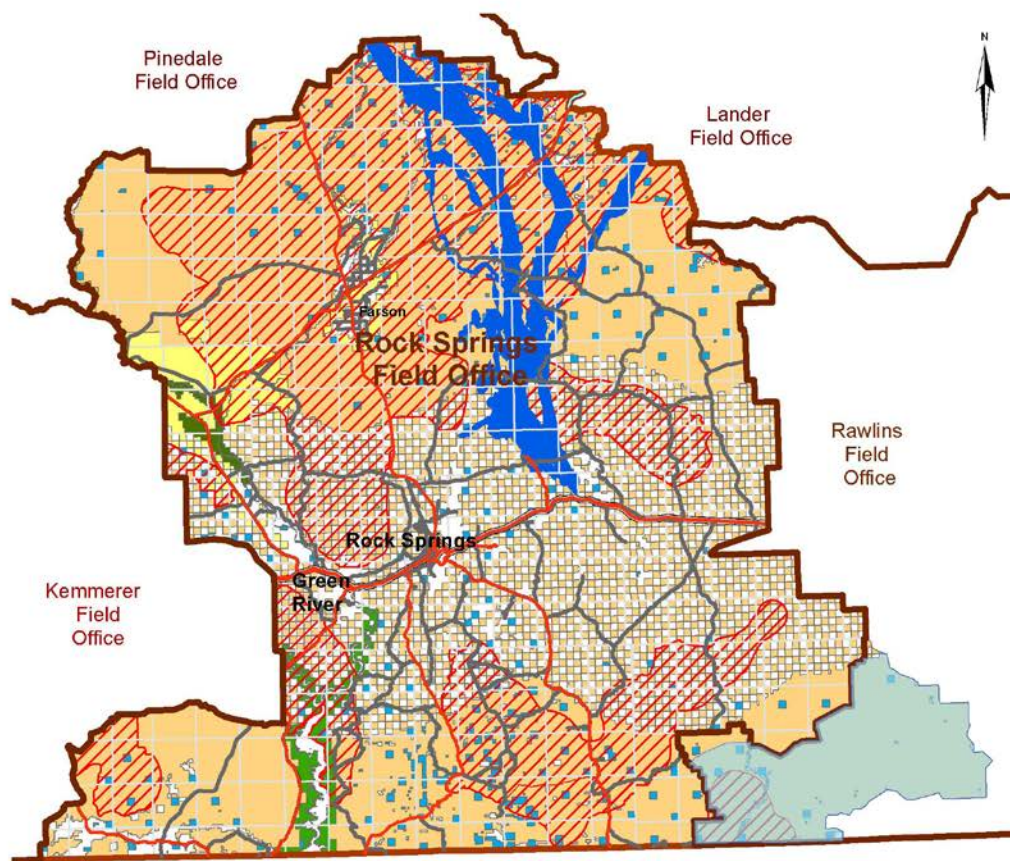 N
Pinedale
Field Office
Lander
Field Office
Farson
Rock Springs
Field Office
Rawlins
Field
Office
Rock Springs
Green
River
Kemmerer
Field
Office